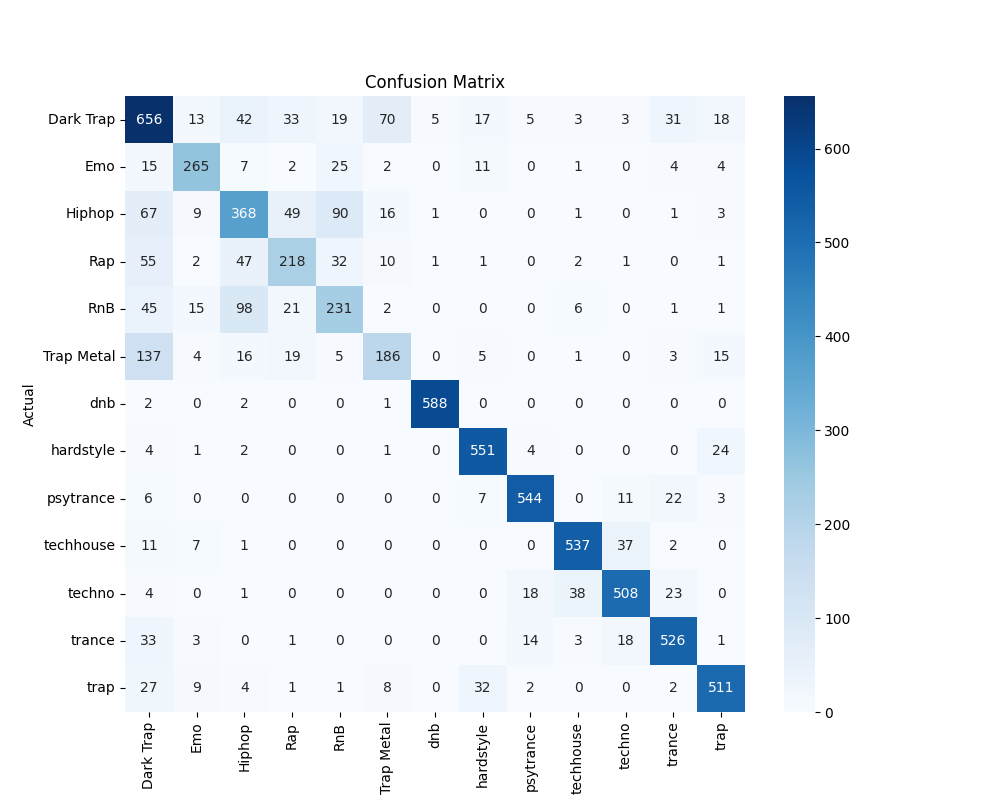 Confusion Matrix
Dark Trap 656 13 42 33 19 70 5 17 5 3 3 31 18
Emo 15 265 7 2 25 2 0 11 0 1 0 4 4
Hiphop 67 9 368 49 90 16 1 0 0 1 0 1 3
Rap 55 2 47 218 32 10 1 1 0 2 1 0 1
RnB 45 15 98 21 231 2 0 0 0 6 0 1 1
Trap Metal 137 4 16 19 5 186 0 5 0 1 0 3 15
dnb 2 0 2 0 0 1 588 0 0 0 0 0 0
hardstyle 4 1 2 0 0 1 0 551 4 0 0 0 24
psytrance 6 0 0 0 0 0 0 7 544 0 11 22 3
techhouse 11 7 1 0 0 0 0 0 0 537 37 2 0
techno 4 0 1 0 0 0 0 0 18 38 508 23 0
trance 33 3 0 1 0 0 0 0 14 3 18 526 1
trap 27 9 4 1 1 8 0 32 2 0 0 2 511
Actual
Dark Trap Emo Hiphop Rap RnB Trap Metal dnb hardstyle psytrance techhouse techno trance trap
600
500
400
300
200
100
0